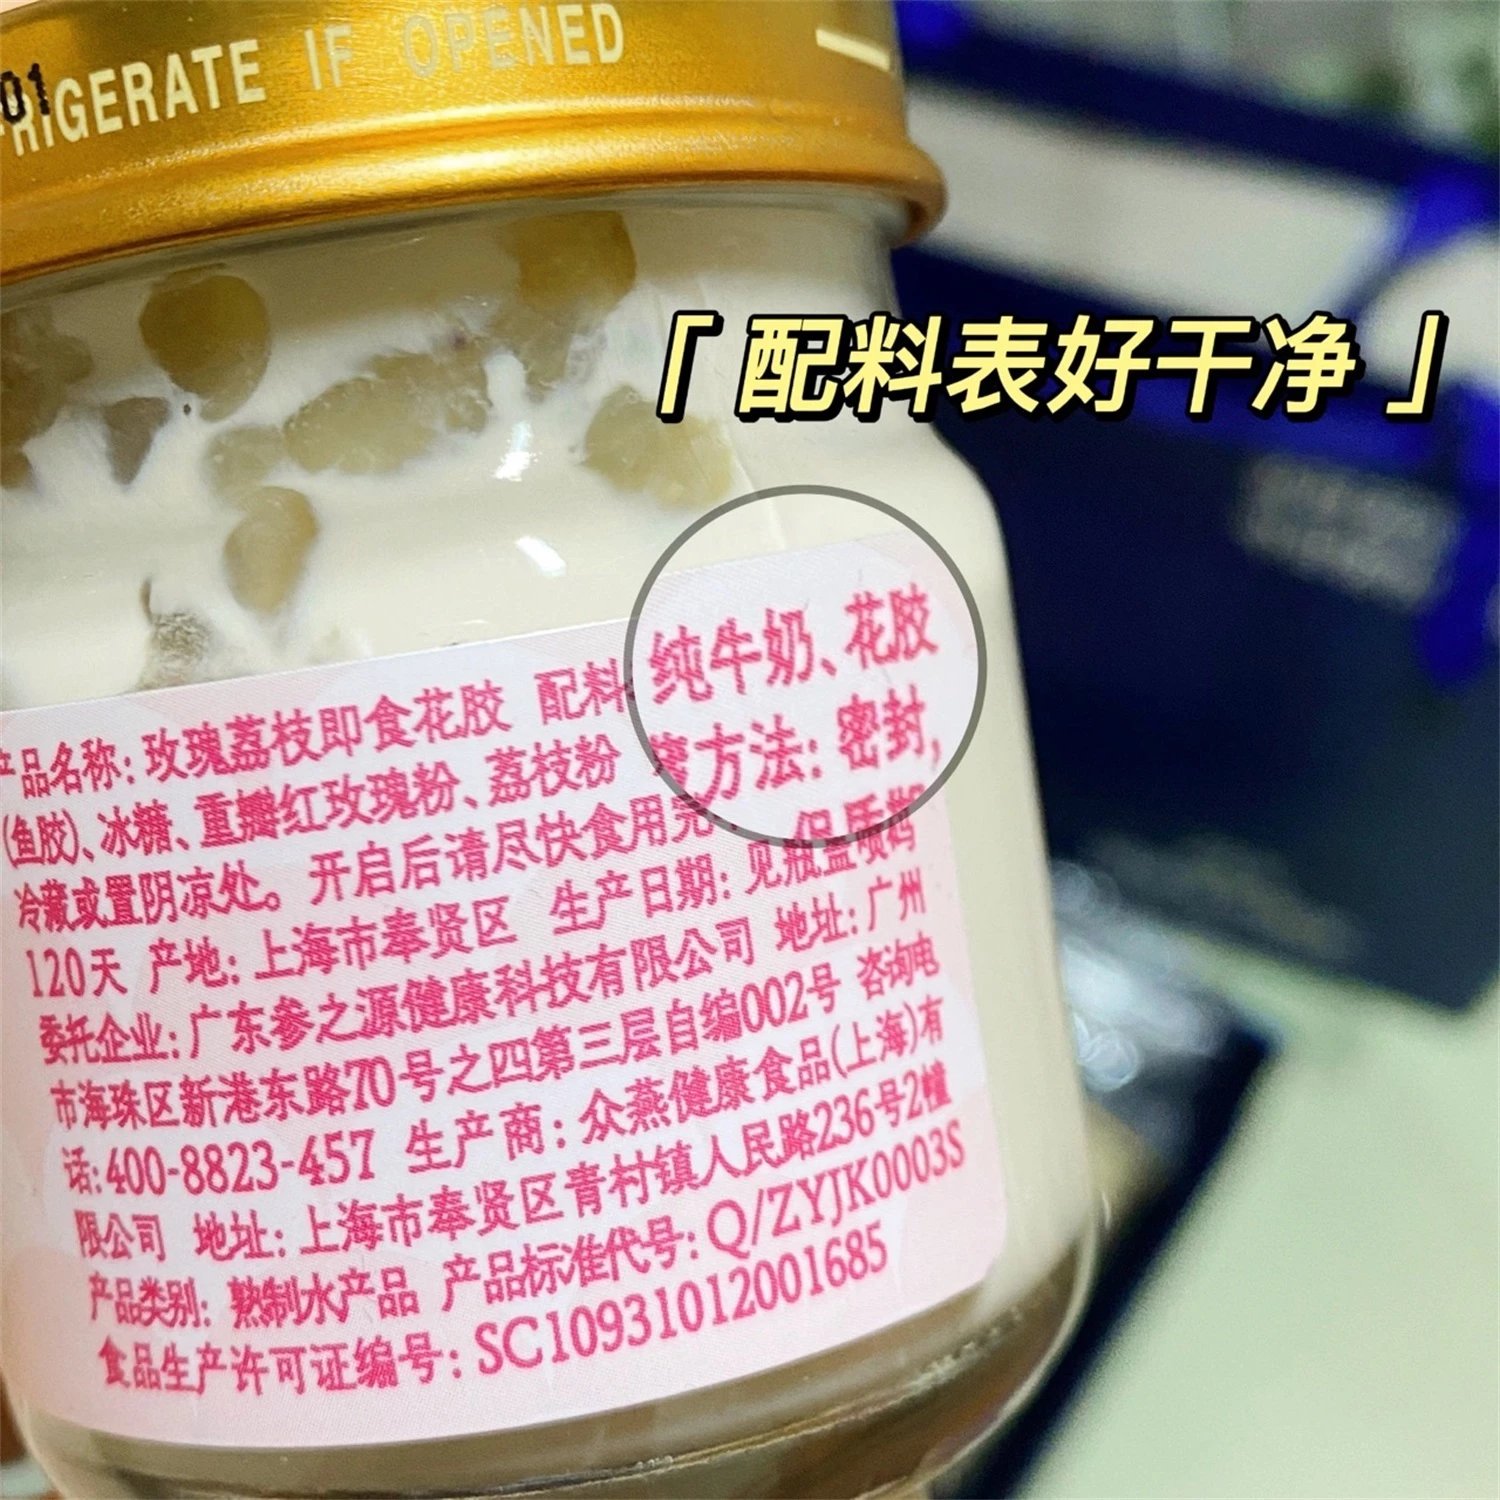 RIGERATE IF OPENED
01
「配料表好干净」
产品名称：玫瑰荔枝即食花胶 配料 纯牛奶、花胶
(鱼胶)、冰糖、重瓣红玫瑰粉、荔枝粉 藏方法：密封，
冷藏或置阴凉处。开启后请尽快食用完 保质期
120天 产地：上海市奉贤区 生产日期：见瓶盖喷码
委托企业：广东参之源健康科技有限公司 地址：广州
市海珠区新港东路70号之四第三层自编002号 咨询电
话：400-8823-457 生产商：众燕健康食品(上海)有
限公司 地址：上海市奉贤区青村镇人民路236号2幢
产品类别：熟制水产品 产品标准代号：Q/ZYJK0003S
食品生产许可证编号：SC10931012001685